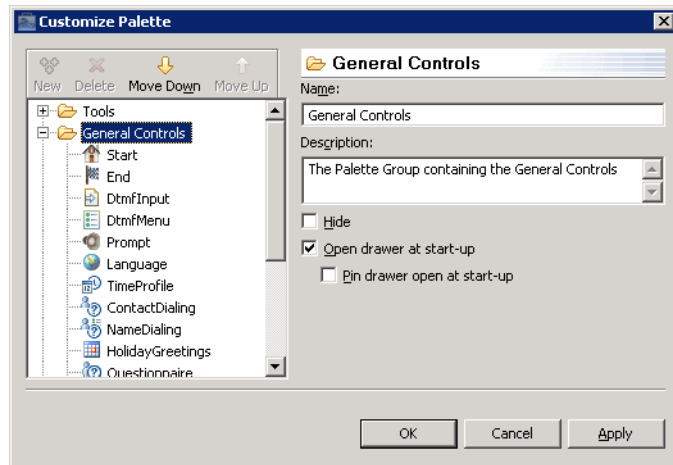 Customize Palette
New Delete Move Down Move Up
Tools
General Controls
Start
End
DtmfInput
DtmfMenu
Prompt
Language
TimeProfile
ContactDialing
NameDialing
HolidayGreetings
Questionnaire
General Controls
Name:
General Controls
Description:
The Palette Group containing the General Controls
Hide
Open drawer at start-up
Pin drawer open at start-up
OK Cancel Apply